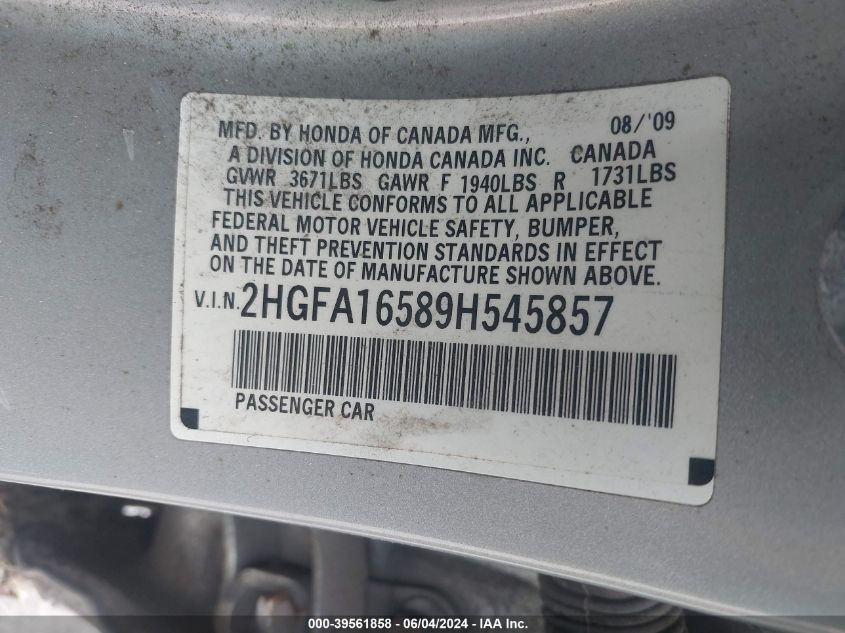 MFD. BY HONDA OF CANADA MFG., 08/'09
A DIVISION OF HONDA CANADA INC. CANADA
GVWR 3671LBS GAWR F 1940LBS R 1731LBS
THIS VEHICLE CONFORMS TO ALL APPLICABLE
FEDERAL MOTOR VEHICLE SAFETY, BUMPER,
AND THEFT PREVENTION STANDARDS IN EFFECT
ON THE DATE OF MANUFACTURE SHOWN ABOVE.
V.I.N. 2HGFA16589H545857
PASSENGER CAR
000-39561858 - 06/04/2024 - IAA Inc.